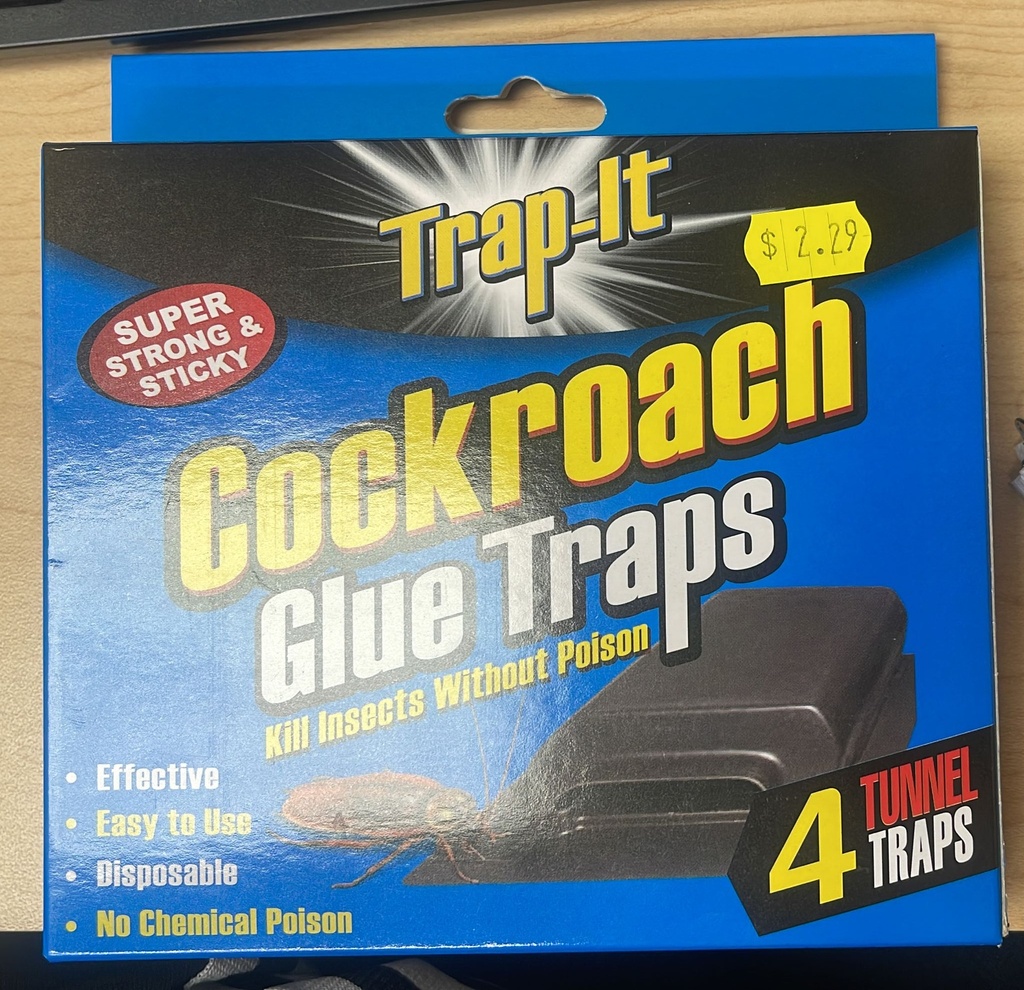 Trap-It
$ 2.29
SUPER
STRONG &
STICKY
Cockroach
Glue Traps
Kill Insects Without Poison
• Effective
• Easy to Use
• Disposable
• No Chemical Poison
4 TUNNEL
TRAPS